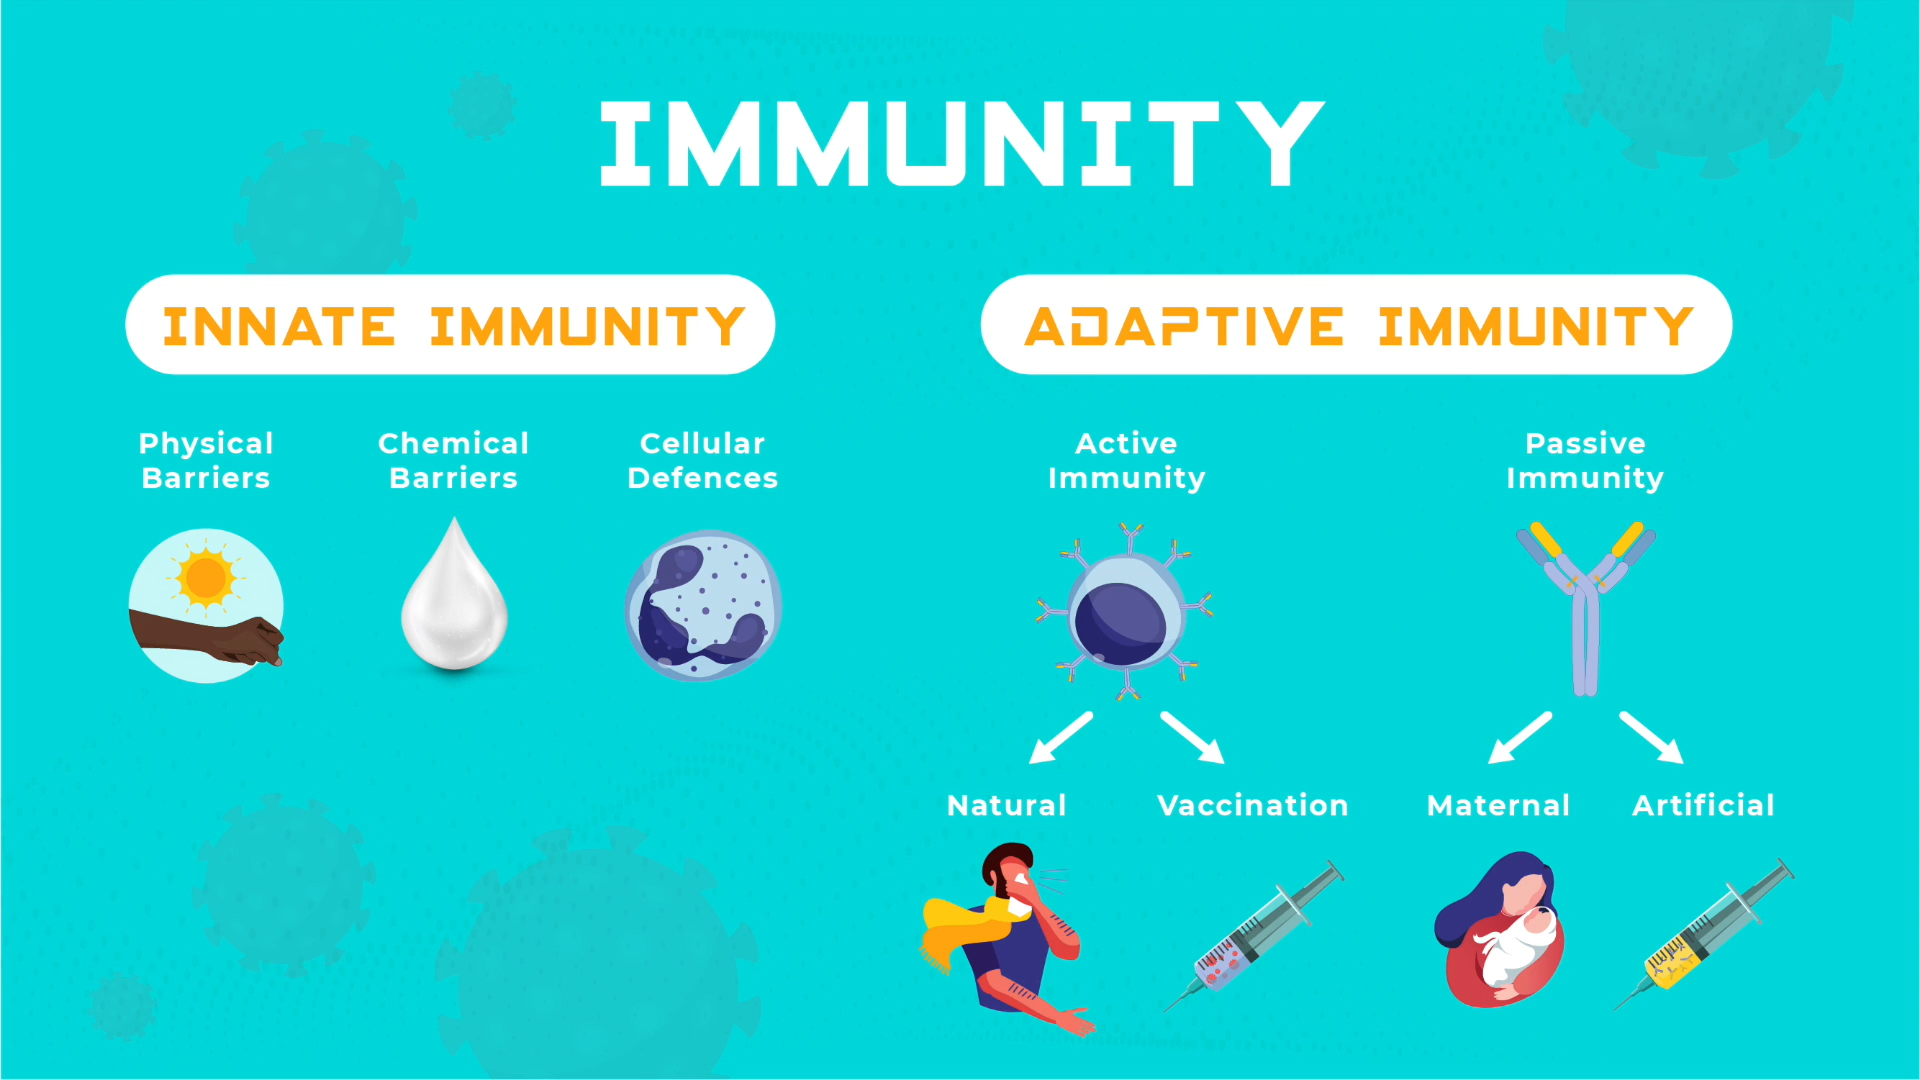 IMMUNITY
INNATE IMMUNITY
Physical
Barriers
Chemical
Barriers
Cellular
Defences
ADAPTIVE IMMUNITY
Active
Immunity
Natural
Vaccination
Passive
Immunity
Maternal
Artificial